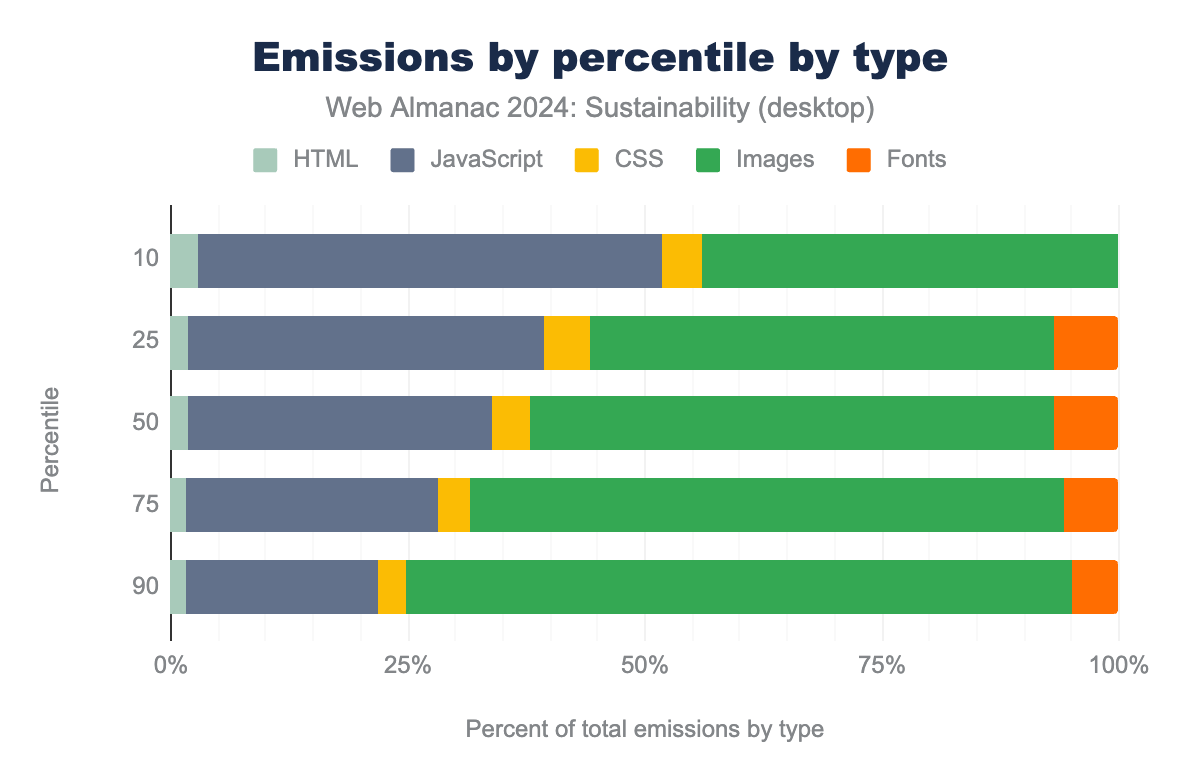 Emissions by percentile by type
Web Almanac 2024: Sustainability (desktop)
HTML JavaScript CSS Images Fonts
Percentile
10
25
50
75
90
0% 25% 50% 75% 100%
Percent of total emissions by type